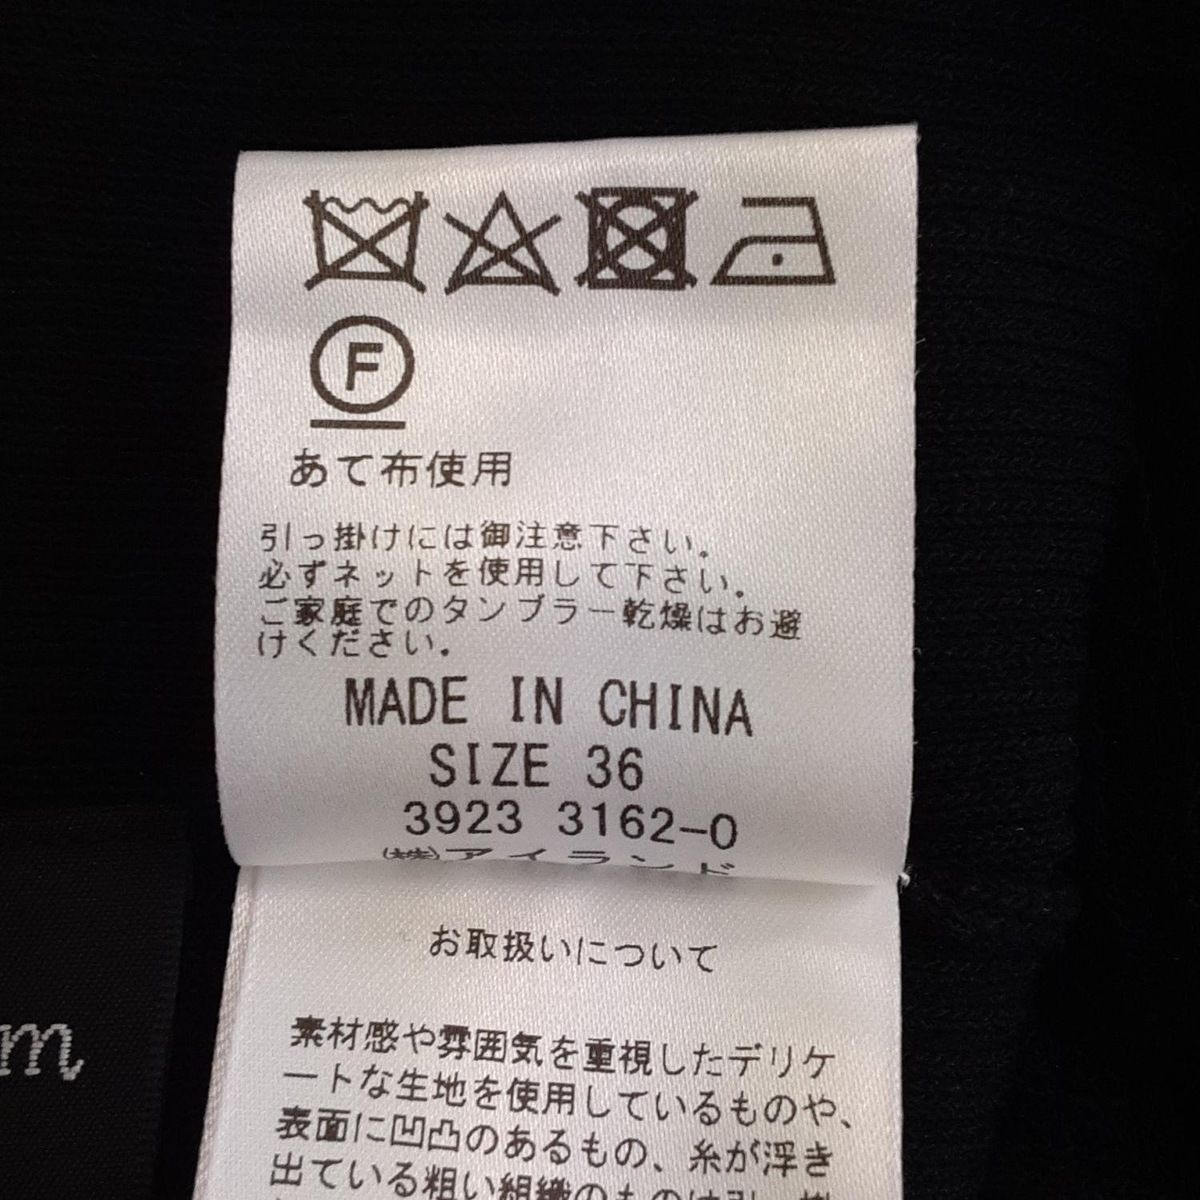 F
あて布使用
引っ掛けには御注意下さい。
必ずネットを使用して下さい。
ご家庭でのタンブラー乾燥はお避
けください。
MADE IN CHINA
SIZE 36
3923 3162-0
㈱アイランド
お取扱いについて
素材感や雰囲気を重視したデリケ
ートな生地を使用しているものや、
表面に凹凸のあるもの、糸が浮き
出ている粗い組織のものは引っ掛
m